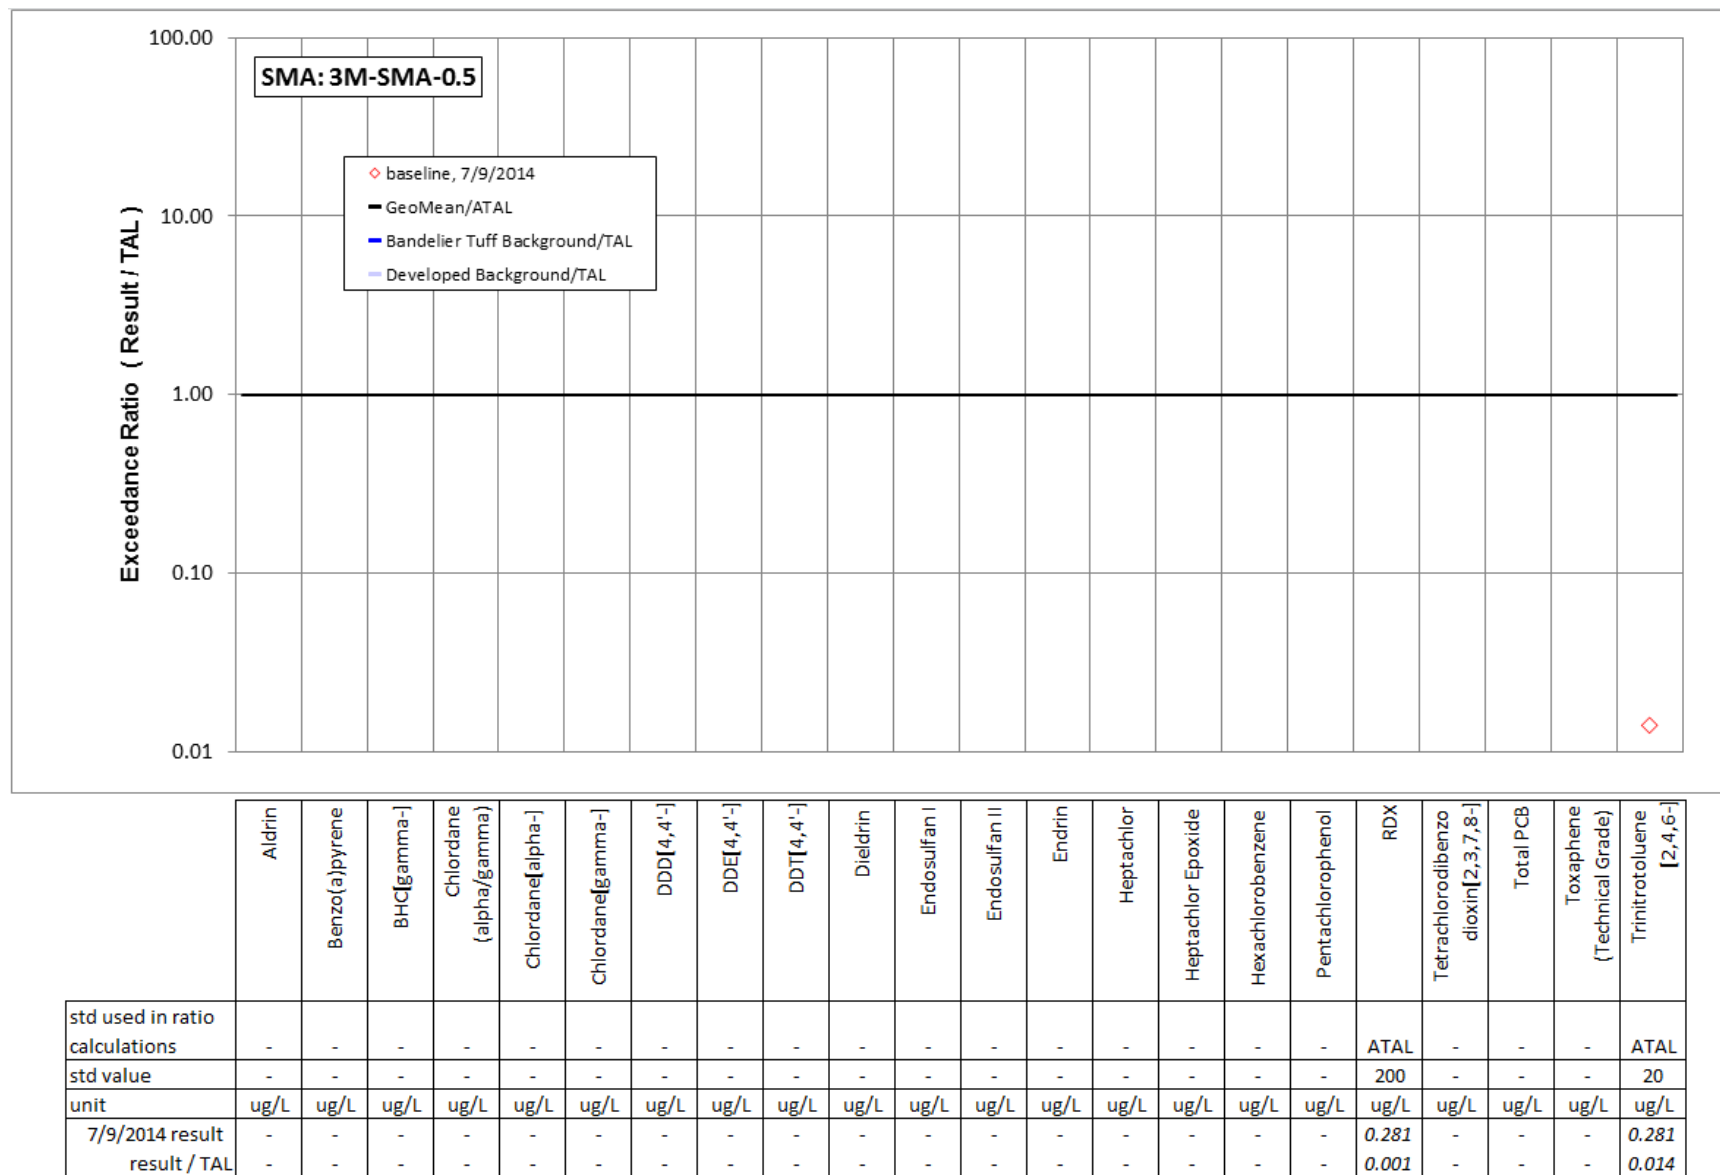 100.00
SMA: 3M-SMA-0.5
baseline, 7/9/2014
GeoMean/ATAL
Bandelier Tuff Background/TAL
Developed Background/TAL
10.00
1.00
0.10
0.01
Exceedance Ratio ( Result / TAL )
Aldrin
Benzo(a)pyrene
BHC[gamma-]
Chlordane
(alpha/gamma)
Chlordane[alpha-]
Chlordane[gamma-]
DDD[4,4'-]
DDE[4,4'-]
DDT[4,4'-]
Dieldrin
Endosulfan I
Endosulfan II
Endrin
Heptachlor
Heptachlor Epoxide
Hexachlorobenzene
Pentachlorophenol
RDX
Tetrachlorodibenzo
dioxin[2,3,7,8-]
Total PCB
Toxaphene
(Technical Grade)
Trinitrotoluene
[2,4,6-]
std used in ratio
calculations - - - - - - - - - - - - - - - - - ATAL - - - ATAL
std value - - - - - - - - - - - - - - - - - 200 - - - 20
unit ug/L ug/L ug/L ug/L ug/L ug/L ug/L ug/L ug/L ug/L ug/L ug/L ug/L ug/L ug/L ug/L ug/L ug/L ug/L ug/L ug/L ug/L
7/9/2014 result - - - - - - - - - - - - - - - - - 0.281 - - - 0.281
result / TAL - - - - - - - - - - - - - - - - - 0.001 - - - 0.014